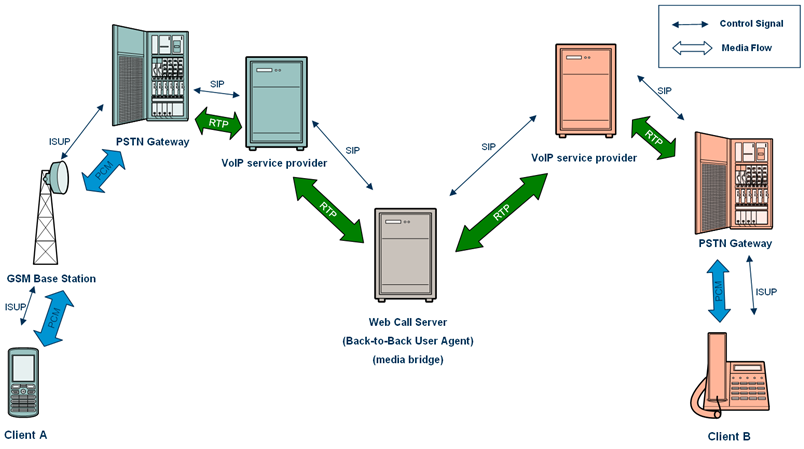 Control Signal
Media Flow
SIP
RTP
ISUP
PCM
PSTN Gateway
VoIP service provider
SIP
RTP
GSM Base Station
ISUP
PCM
Client A
Web Call Server
(Back-to-Back User Agent)
(media bridge)
SIP
RTP
VoIP service provider
SIP
RTP
PSTN Gateway
PCM
ISUP
Client B